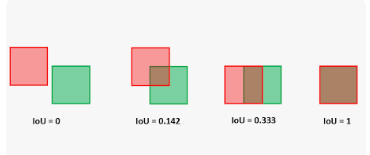 IoU = 0
IoU = 0.142
IoU = 0.333
IoU = 1